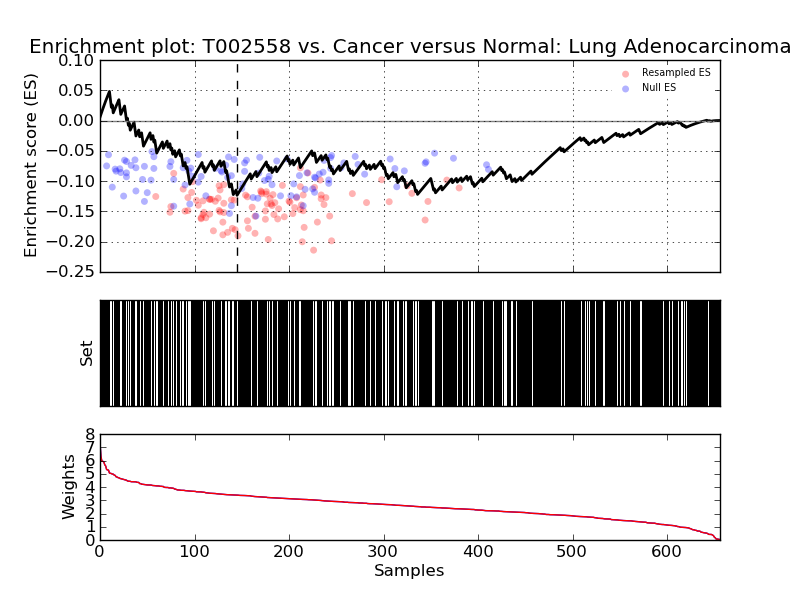 Enrichment plot: T002558 vs. Cancer versus Normal: Lung Adenocarcinoma
0.10
0.05
0.00
−0.05
−0.10
−0.15
−0.20
−0.25
Enrichment score (ES)
Resampled ES
Null ES
Set
8
7
6
5
4
3
2
1
0
Weights
0 100 200 300 400 500 600
Samples